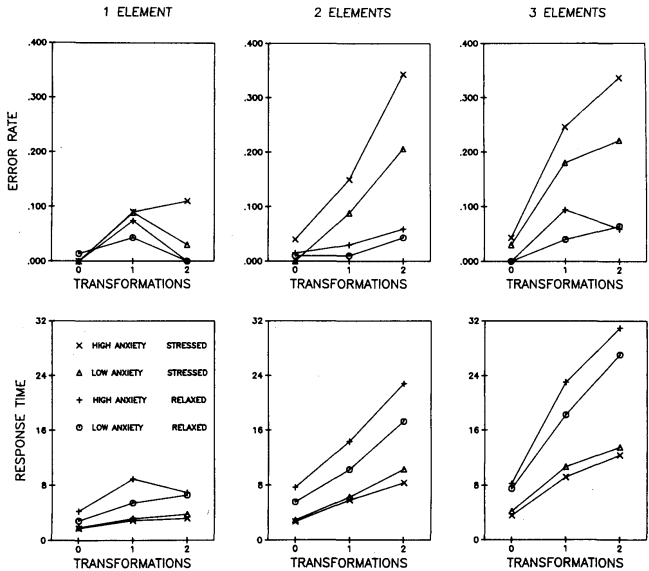 1 ELEMENT 2 ELEMENTS 3 ELEMENTS
.400 .400 .400
.300 .300 .300
.200 .200 .200
.100 .100 .100
.000 .000 .000
ERROR RATE
0 1 2 0 1 2 0 1 2
TRANSFORMATIONS TRANSFORMATIONS TRANSFORMATIONS
32 32 32
24 24 24
16 16 16
8 8 8
0 0 0
RESPONSE TIME
× HIGH ANXIETY STRESSED
△ LOW ANXIETY STRESSED
+ HIGH ANXIETY RELAXED
○ LOW ANXIETY RELAXED
0 1 2 0 1 2 0 1 2
TRANSFORMATIONS TRANSFORMATIONS TRANSFORMATIONS